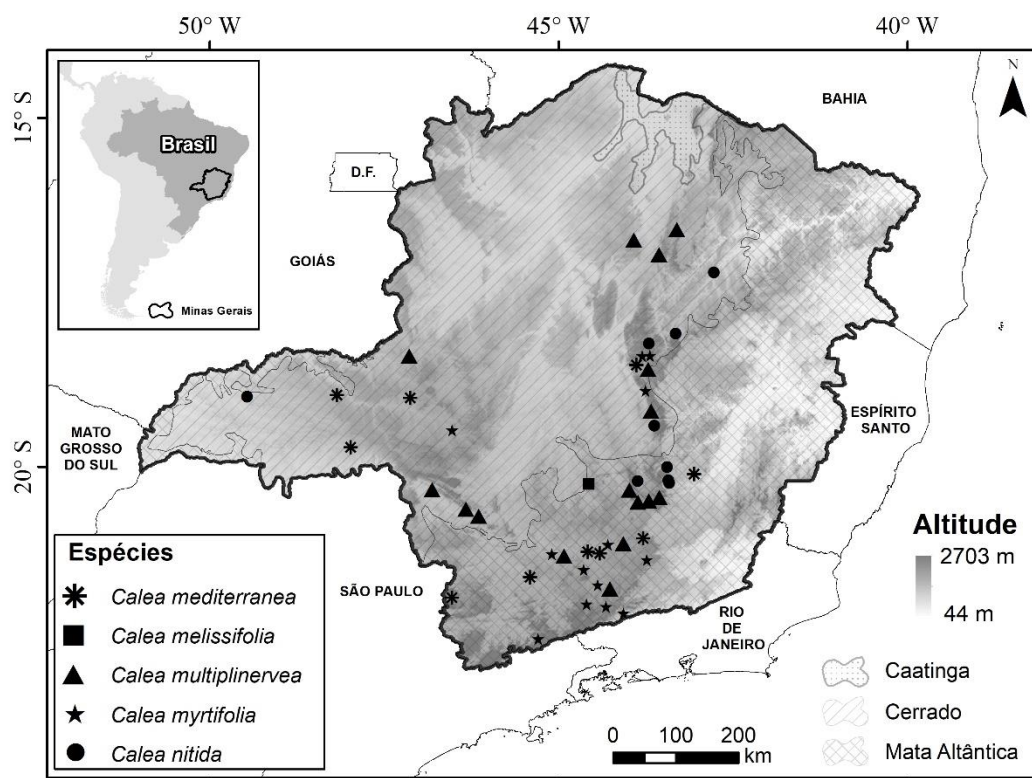 50° W
45° W
40° W
N
15° S
20° S
Brasil
Minas Gerais
BAHIA
D.F.
GOIÁS
MATO
GROSSO
DO SUL
ESPÍRITO
SANTO
SÃO PAULO
RIO
DE
JANEIRO
Espécies
Calea mediterranea
Calea melissifolia
Calea multiplinervea
Calea myrtifolia
Calea nitida
Altitude
2703 m
44 m
Caatinga
Cerrado
Mata Altântica
0 100 200
km